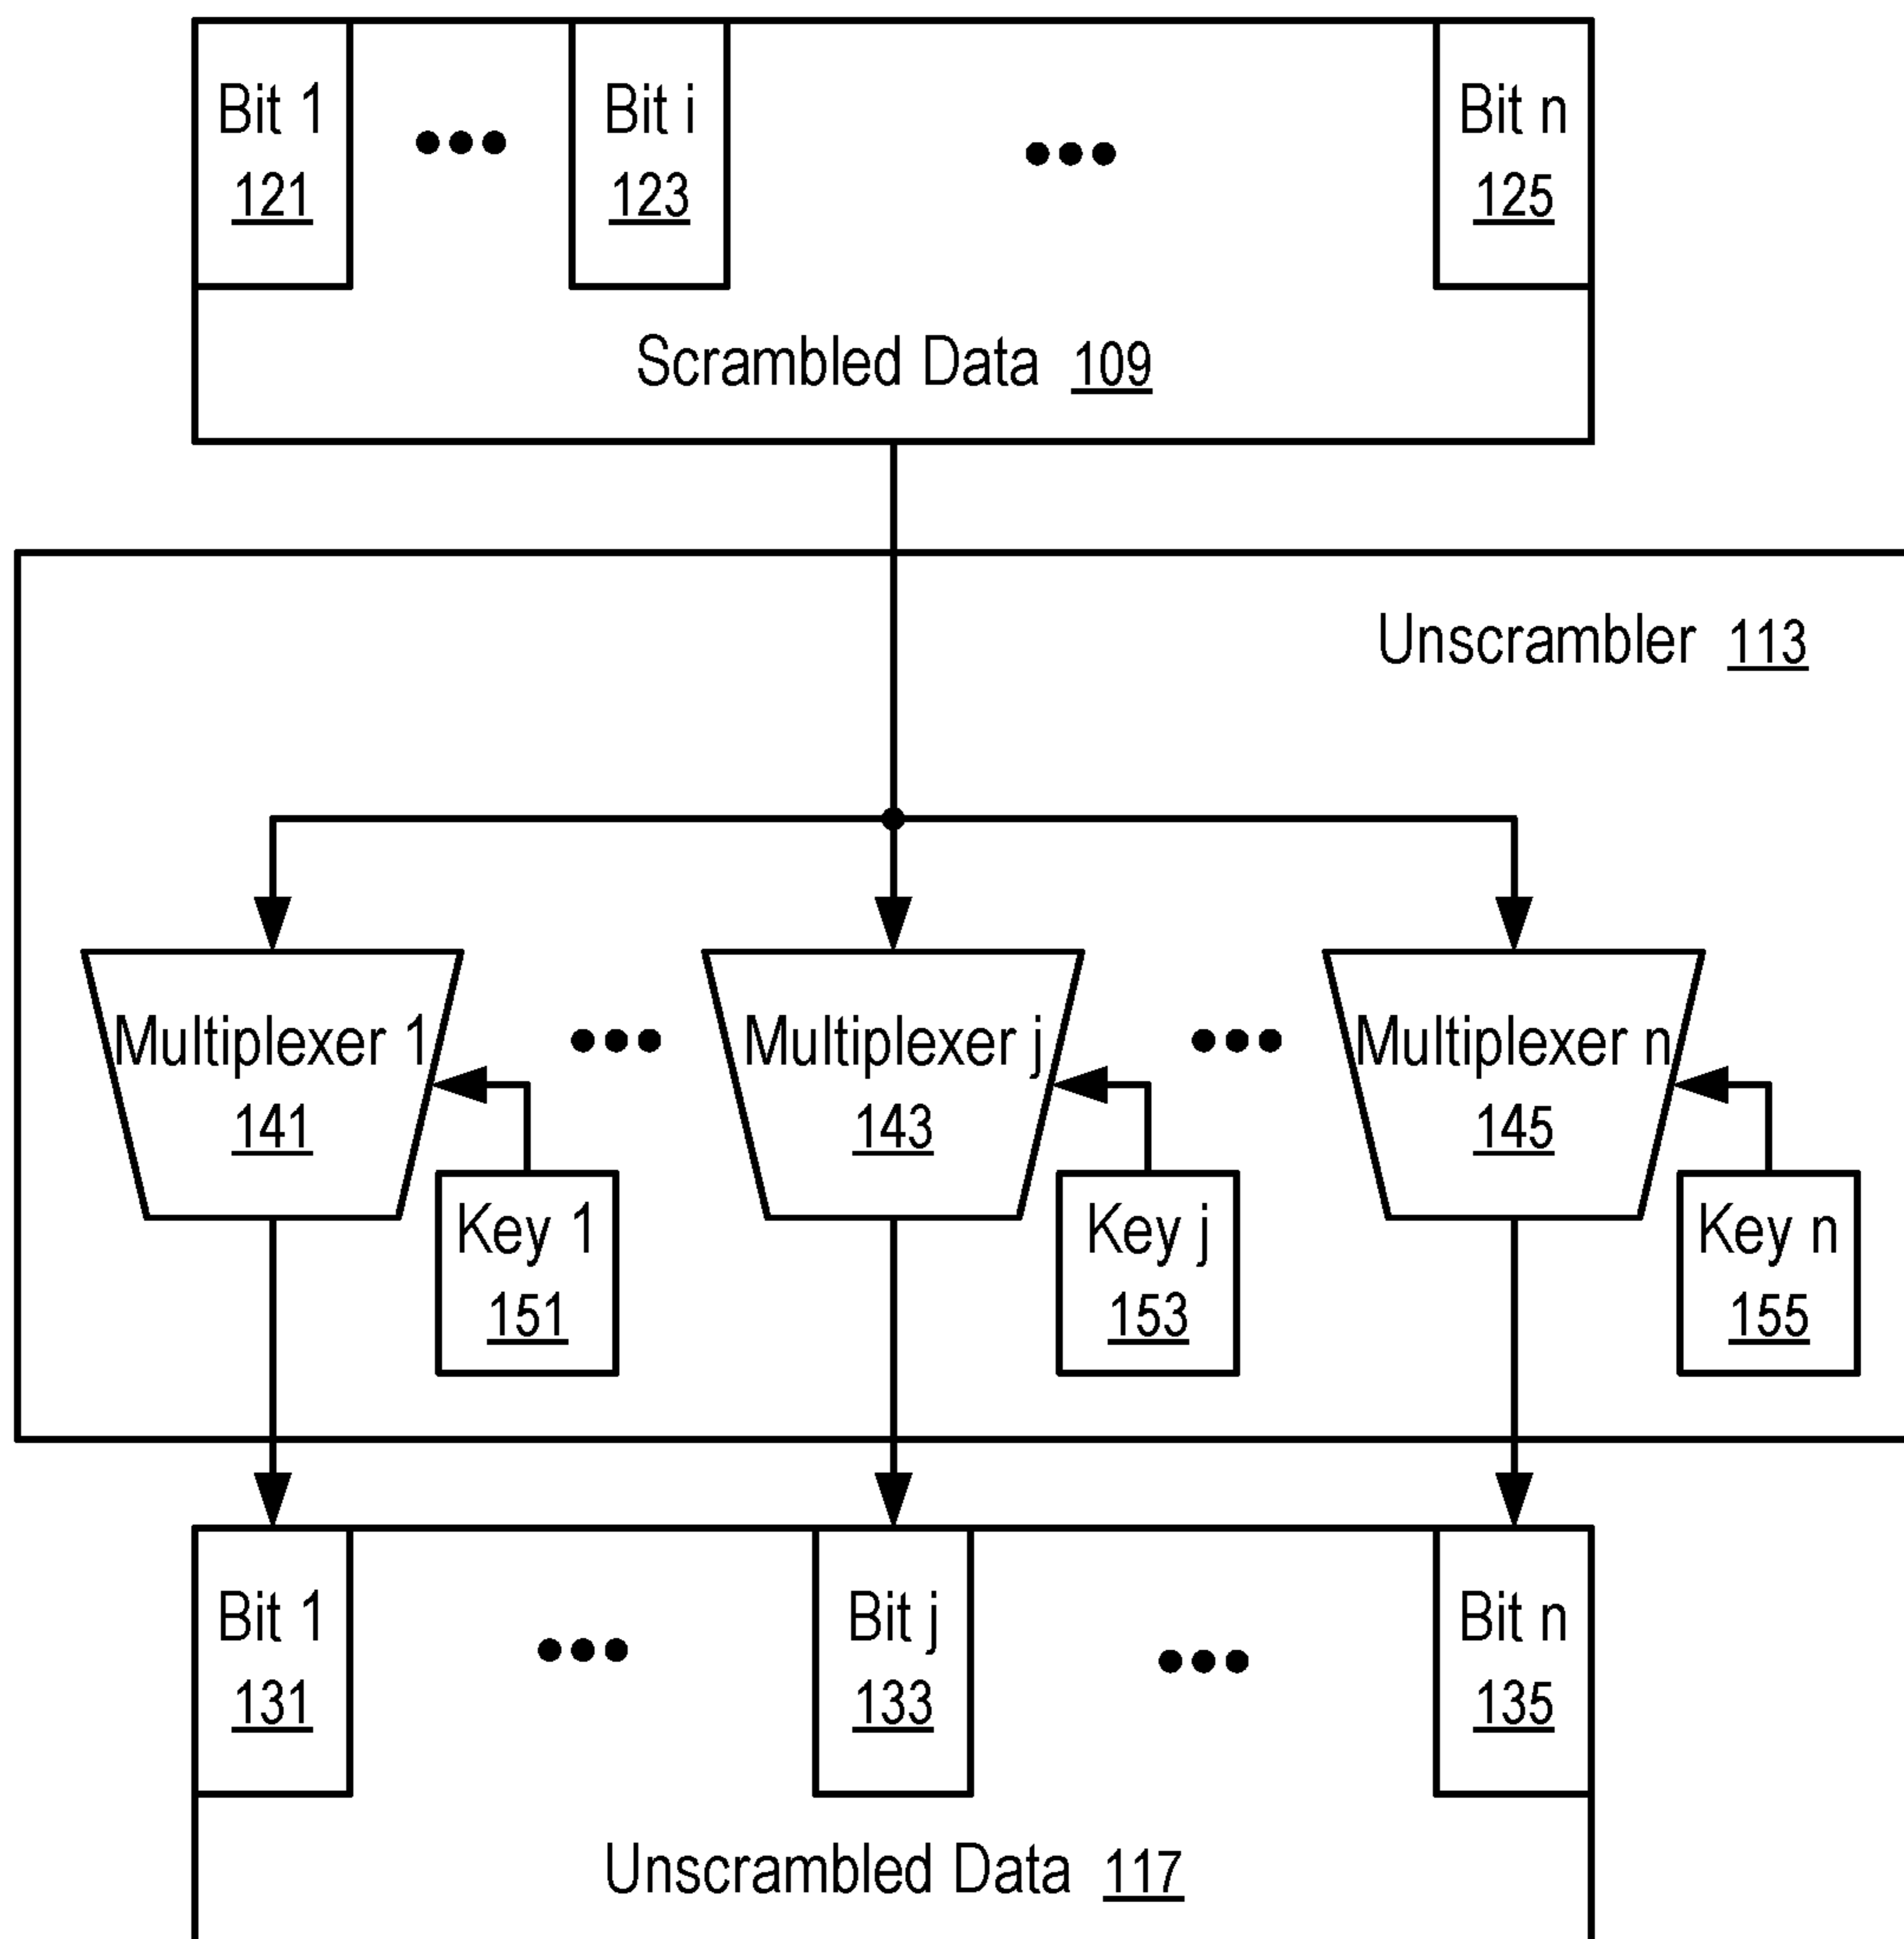 Bit 1
121
Bit i
123
Bit n
125
Scrambled Data 109
Unscrambler 113
Multiplexer 1
141
Multiplexer j
143
Multiplexer n
145
Key 1
151
Key j
153
Key n
155
Bit 1
131
Bit j
133
Bit n
135
Unscrambled Data 117